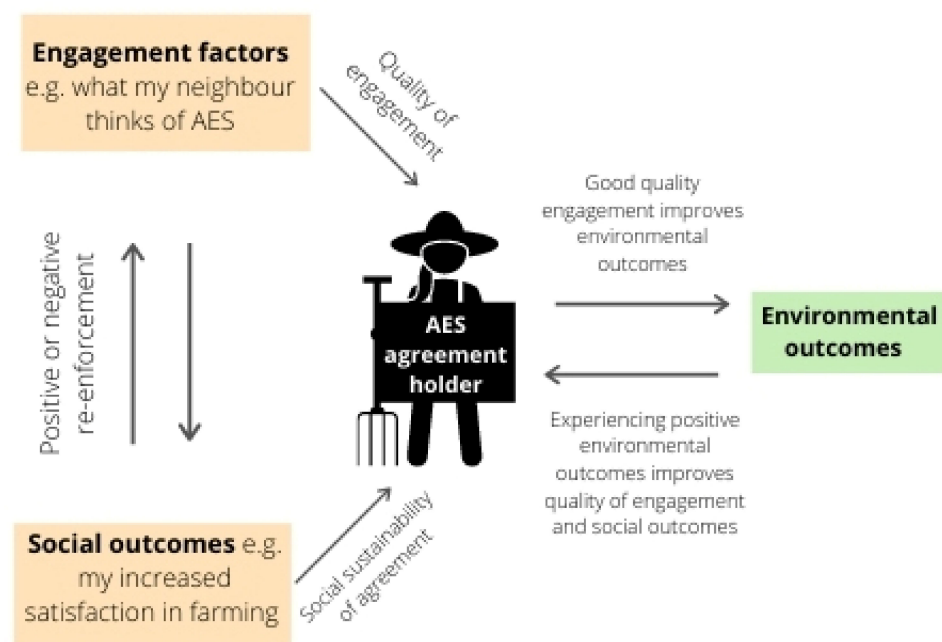 Engagement factors
e.g. what my neighbour
thinks of AES
Quality of
engagement
Good quality
engagement improves
environmental
outcomes
Positive or negative
re-enforcement
AES
agreement
holder
Environmental
outcomes
Experiencing positive
environmental
outcomes improves
quality of engagement
and social outcomes
Social outcomes e.g.
my increased
satisfaction in farming
Social sustainability
of agreement